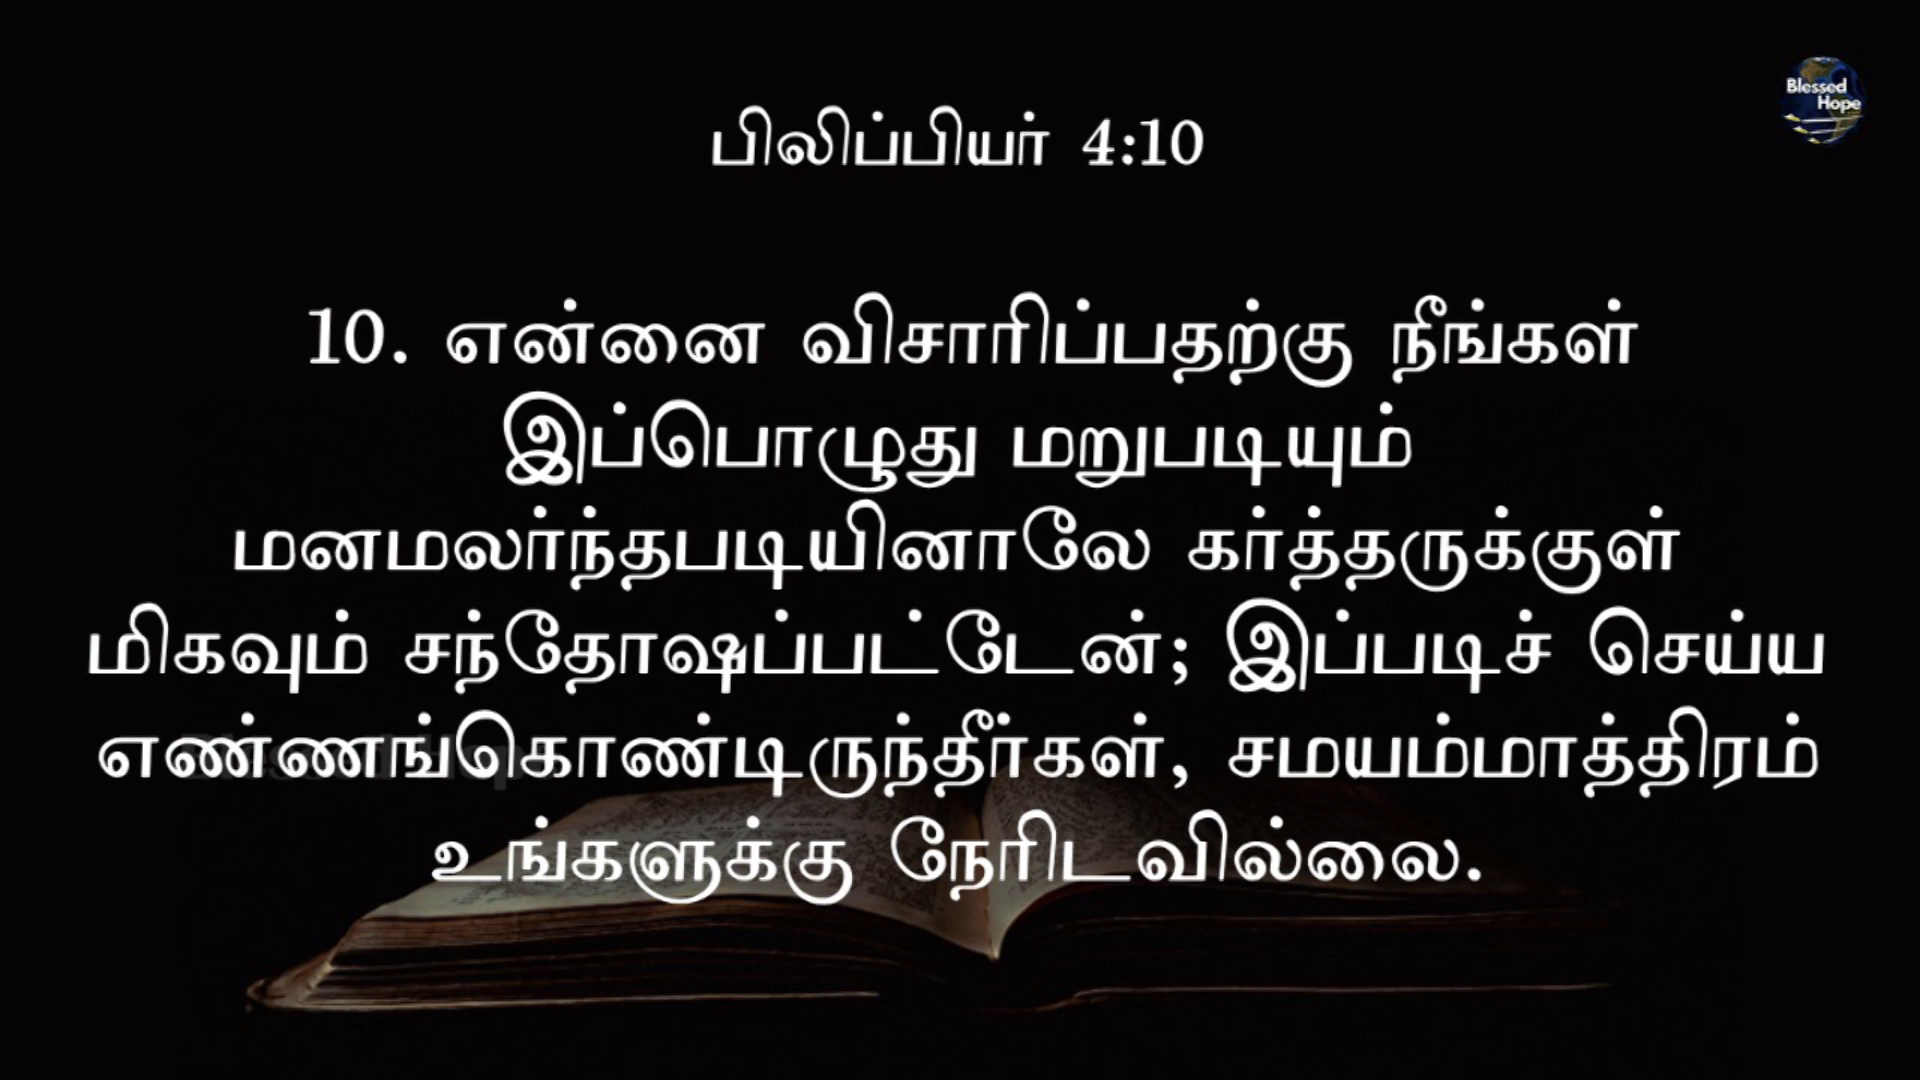 Blessed
Hope
பிலிப்பியர் 4:10
10. என்னை விசாரிப்பதற்கு நீங்கள்
இப்பொழுது மறுபடியும்
மனமலர்ந்தபடியினாலே கர்த்தருக்குள்
மிகவும் சந்தோஷப்பட்டேன்; இப்படிச் செய்ய
எண்ணங்கொண்டிருந்தீர்கள், சமயம்மாத்திரம்
உங்களுக்கு நேரிடவில்லை.